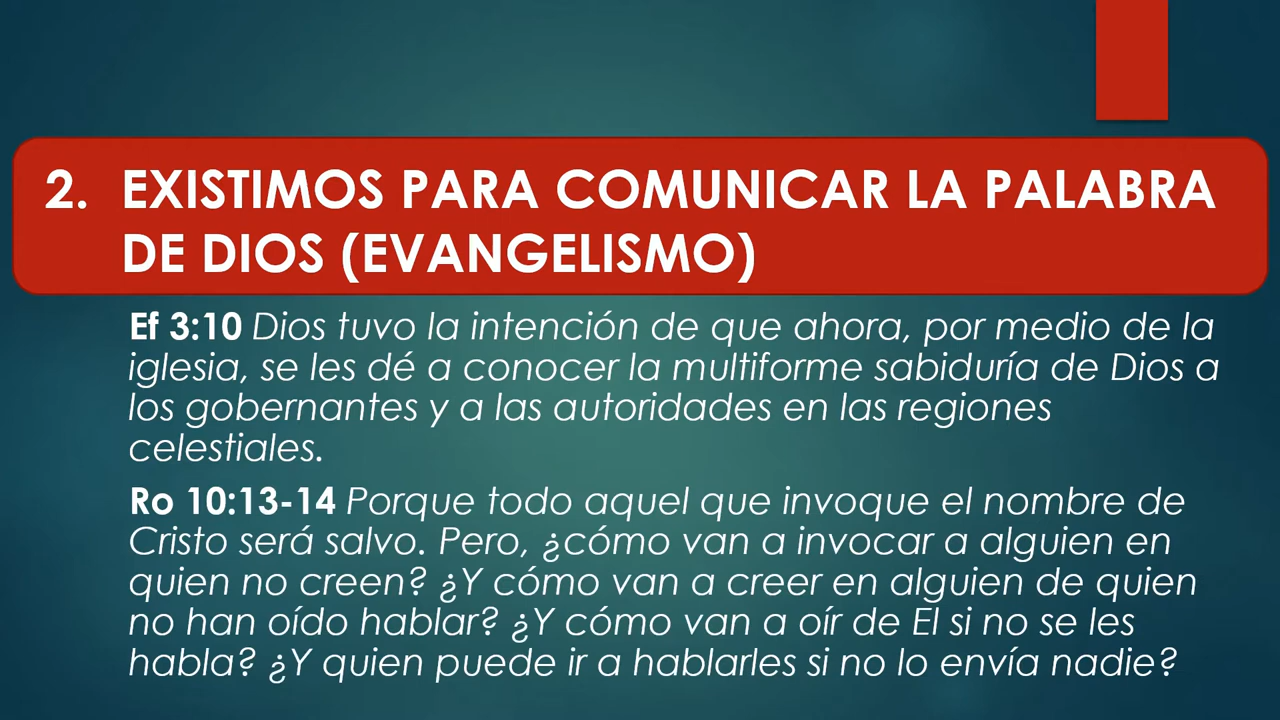 2. EXISTIMOS PARA COMUNICAR LA PALABRA
DE DIOS (EVANGELISMO)
Ef 3:10 Dios tuvo la intención de que ahora, por medio de la
iglesia, se les dé a conocer la multiforme sabiduría de Dios a
los gobernantes y a las autoridades en las regiones
celestiales.
Ro 10:13-14 Porque todo aquel que invoque el nombre de
Cristo será salvo. Pero, ¿cómo van a invocar a alguien en
quien no creen? ¿Y cómo van a creer en alguien de quien
no han oído hablar? ¿Y cómo van a oír de El si no se les
habla? ¿Y quien puede ir a hablarles si no lo envía nadie?